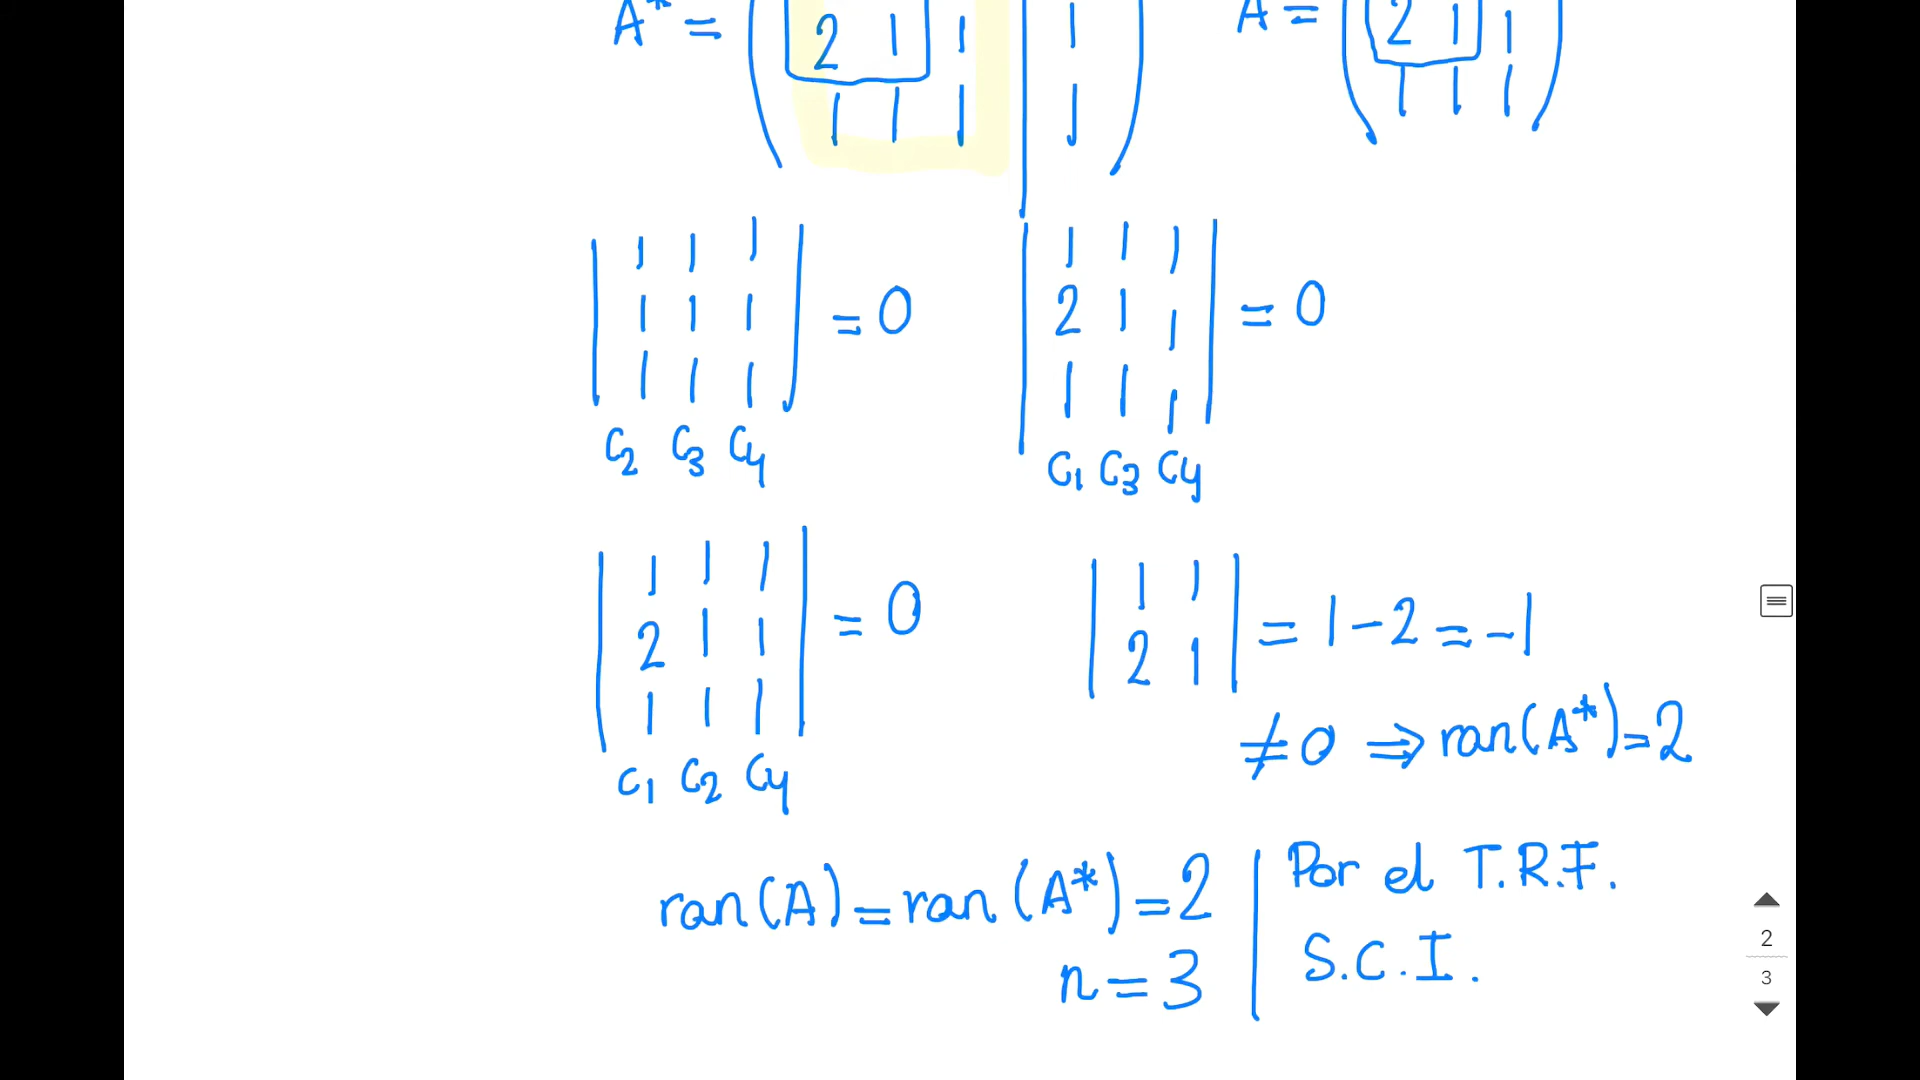 A* = ( 2 1 1 | 1 ) A = ( 2 1 1 )
1 1 1 | 1 1 1 1
| 1 1 1 | | 1 1 1 |
| 1 1 1 | = 0 | 2 1 1 | = 0
| 1 1 1 | | 1 1 1 |
C2 C3 C4 C1 C3 C4
| 1 1 1 | | 1 1 |
| 2 1 1 | = 0 | 2 1 | = 1 - 2 = -1
| 1 1 1 | ≠ 0 ⇒ ran(A*) = 2
C1 C2 C4
ran(A) = ran(A*) = 2 | Por el T.R.F.
n = 3 | S.C.I.
2
3